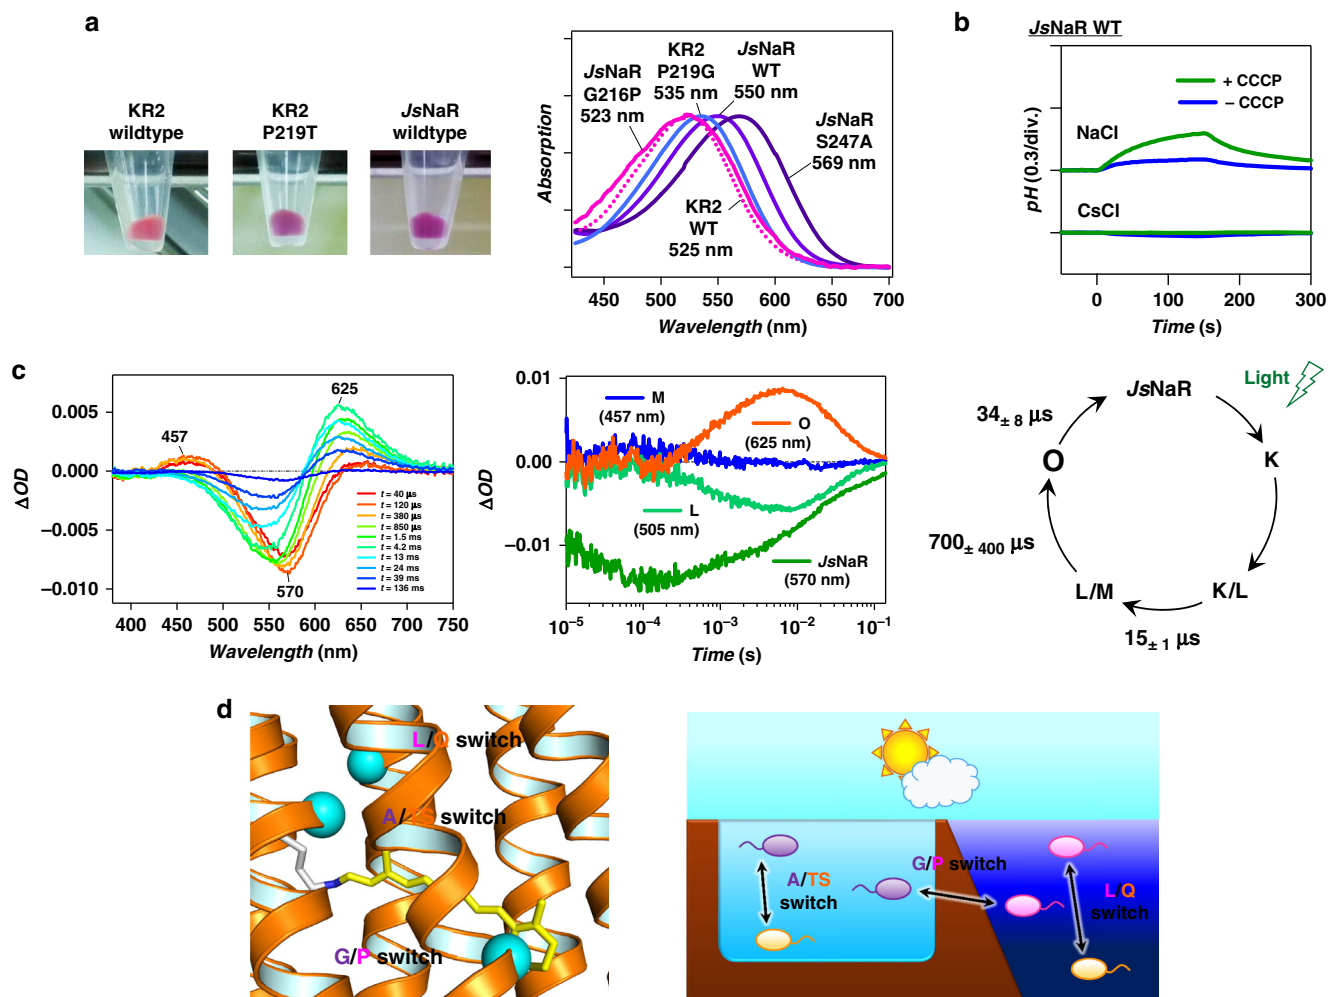 a
KR2
wildtype
KR2
P219T
JsNaR
wildtype
Absorption
JsNaR
G216P
523 nm
KR2
P219G
535 nm
JsNaR
WT
550 nm
JsNaR
S247A
569 nm
KR2
WT
525 nm
450
500
550
600
650
700
Wavelength (nm)
b
JsNaR WT
pH (0.3/div.)
+ CCCP
− CCCP
NaCl
CsCl
0
100
200
300
Time (s)
c
ΔOD
0.005
0.000
−0.005
−0.010
457
625
570
t = 40 µs
t = 120 µs
t = 380 µs
t = 850 µs
t = 1.5 ms
t = 4.2 ms
t = 13 ms
t = 24 ms
t = 39 ms
t = 136 ms
400
450
500
550
600
650
700
750
Wavelength (nm)
ΔOD
0.01
0.00
−0.01
M
(457 nm)
O
(625 nm)
L
(505 nm)
JsNaR
(570 nm)
10⁻⁵
10⁻⁴
10⁻³
10⁻²
10⁻¹
Time (s)
Light
JsNaR
34± 8 µs
O
K
700± 400 µs
L/M
K/L
15± 1 µs
d
L/Q switch
A/TS switch
G/P switch
A/TS
switch
G/P switch
L/Q
switch